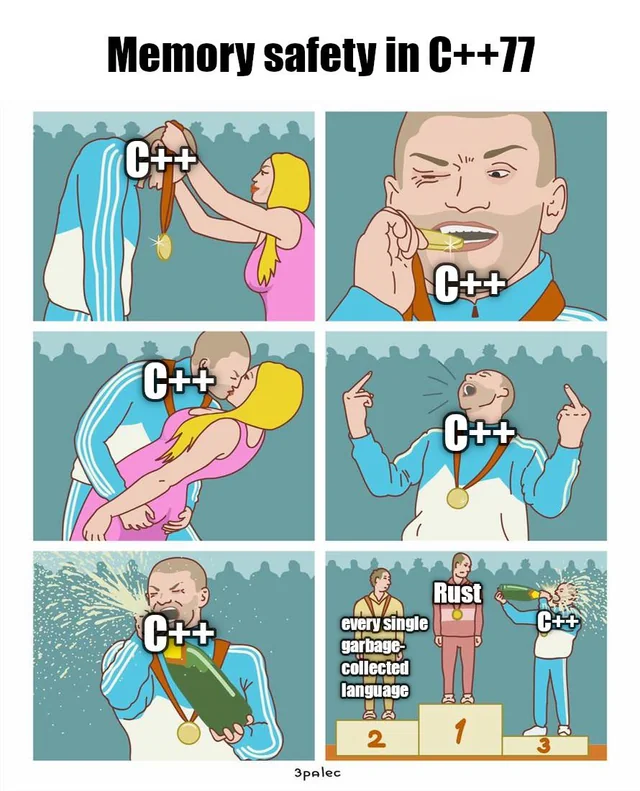 Memory safety in C++77
C++
C++
C++
C++
C++
Rust
every single
garbage-
collected
language
C++
2
1
3
3palec